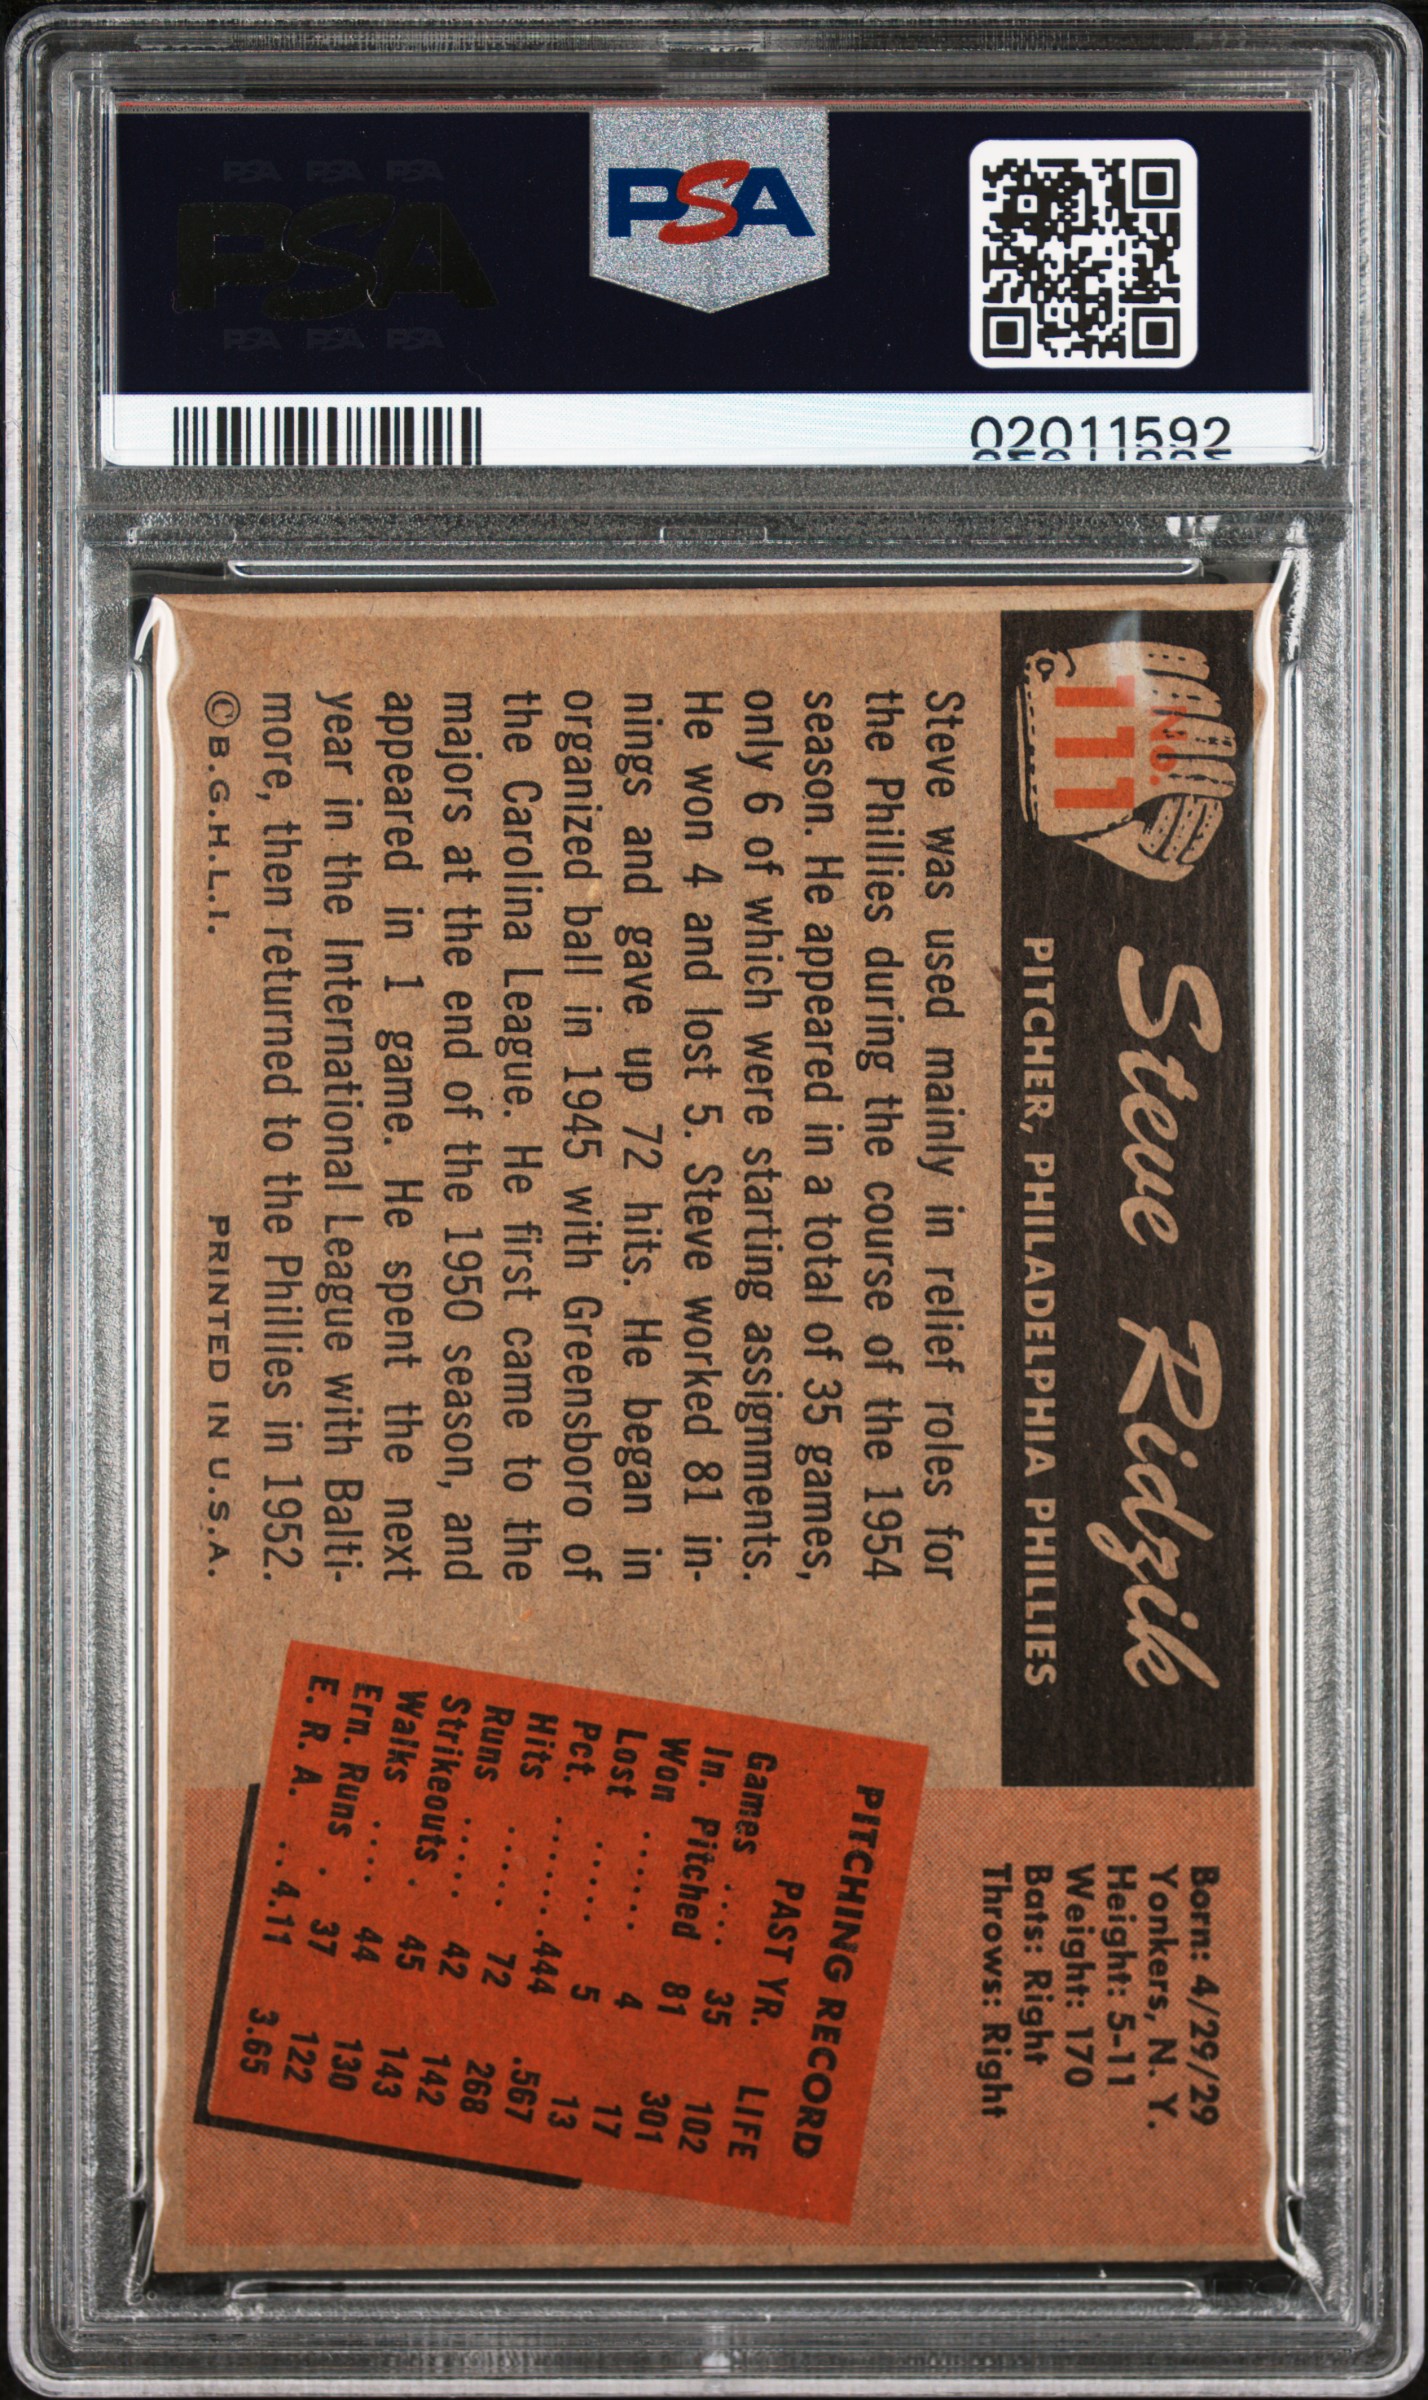 PSA PSA PSA
PSA
PSA PSA PSA
PSA
02011592
No.
111
Steve Ridzik
PITCHER, PHILADELPHIA PHILLIES
Born: 4/29/29
Yonkers, N. Y.
Height: 5-11
Weight: 170
Bats: Right
Throws: Right
Steve was used mainly in relief roles for
the Phillies during the course of the 1954
season. He appeared in a total of 35 games,
only 6 of which were starting assignments.
He won 4 and lost 5. Steve worked 81 in-
nings and gave up 72 hits. He began in
organized ball in 1945 with Greensboro of
the Carolina League. He first came to the
majors at the end of the 1950 season, and
appeared in 1 game. He spent the next
year in the International League with Balti-
more, then returned to the Phillies in 1952.
©B.G.H.L.I. PRINTED IN U.S.A.
PITCHING RECORD
PAST YR. LIFE
Games .... 35 102
In. Pitched 81 301
Won ...... 4 17
Lost ..... 5 13
Pct. .......444 .567
Hits ..... 72 268
Runs ..... 42 142
Strikeouts . 45 143
Walks .... 44 130
Ern. Runs . 37 122
E. R. A. ..4.11 3.65